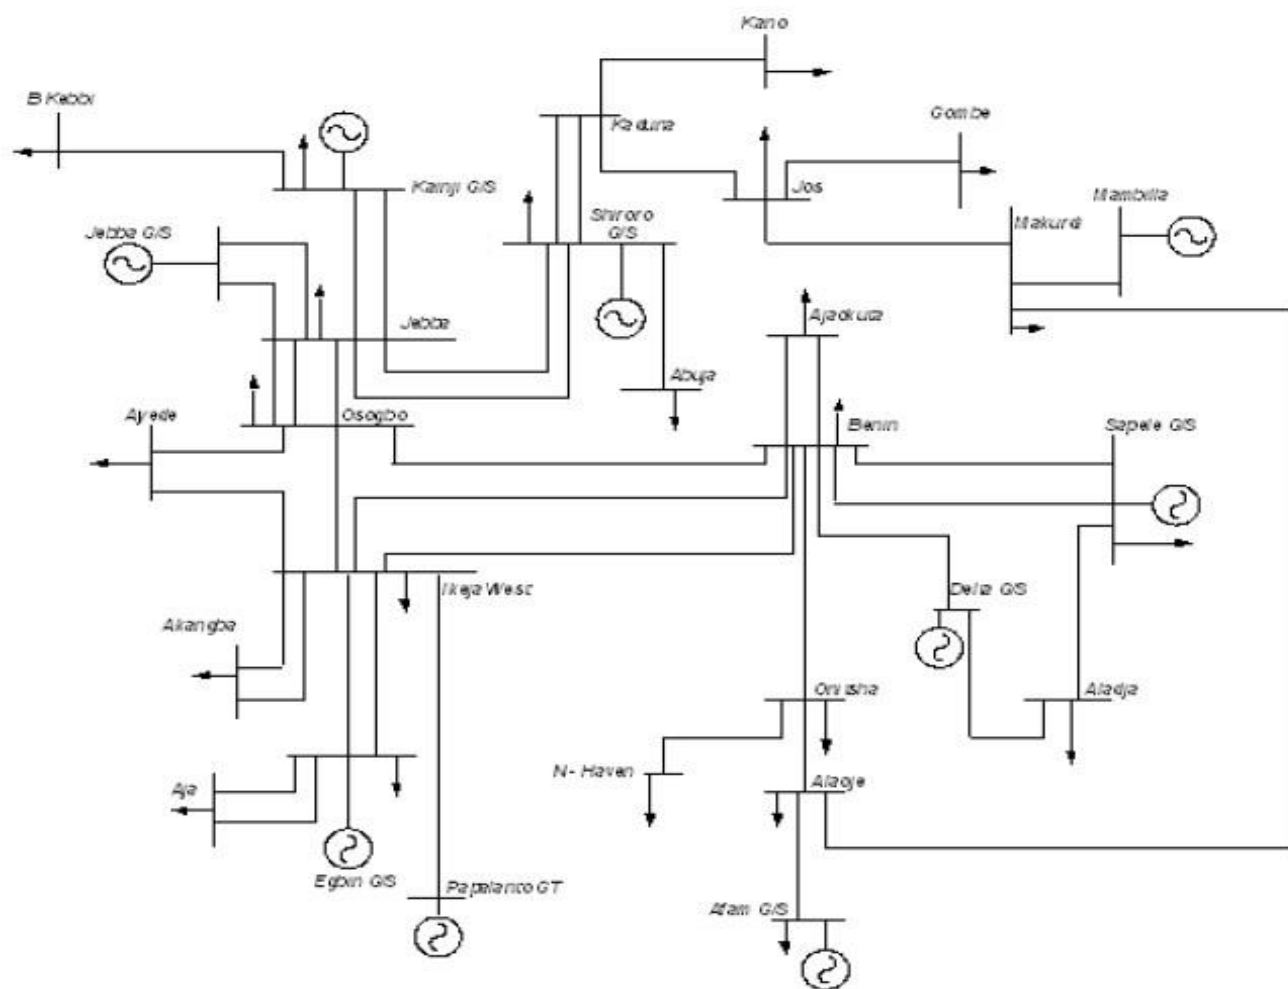 Kano
B Kebbi
Kaduna
Gombe
Kainji G/S
Jos
Mambilla
Shiroro
G/S
Makurdi
Jebba G/S
Jebba
Ajaokuta
Abuja
Ayede
Osogbo
Benin
Sapele G/S
Ikeja West
Delta G/S
Akangba
Onitsha
Aladja
N- Haven
Alaoje
Aja
Egbin G/S
Papalanto GT
Afam G/S